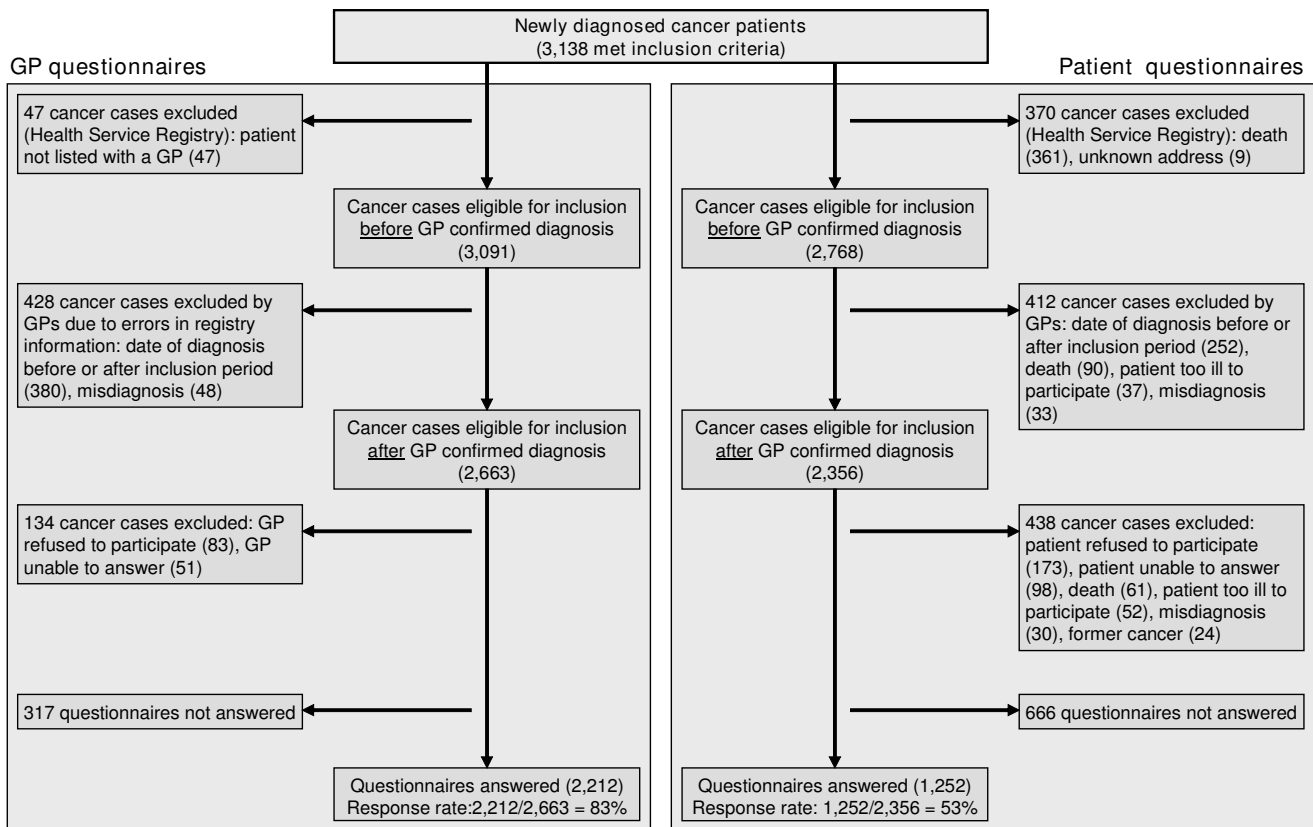 Newly diagnosed cancer patients
(3,138 met inclusion criteria)
GP questionnaires
Patient questionnaires
47 cancer cases excluded
(Health Service Registry): patient
not listed with a GP (47)
370 cancer cases excluded
(Health Service Registry): death
(361), unknown address (9)
Cancer cases eligible for inclusion
before GP confirmed diagnosis
(3,091)
Cancer cases eligible for inclusion
before GP confirmed diagnosis
(2,768)
428 cancer cases excluded by
GPs due to errors in registry
information: date of diagnosis
before or after inclusion period
(380), misdiagnosis (48)
412 cancer cases excluded by
GPs: date of diagnosis before or
after inclusion period (252),
death (90), patient too ill to
participate (37), misdiagnosis
(33)
Cancer cases eligible for inclusion
after GP confirmed diagnosis
(2,663)
Cancer cases eligible for inclusion
after GP confirmed diagnosis
(2,356)
134 cancer cases excluded: GP
refused to participate (83), GP
unable to answer (51)
438 cancer cases excluded:
patient refused to participate
(173), patient unable to answer
(98), death (61), patient too ill to
participate (52), misdiagnosis
(30), former cancer (24)
317 questionnaires not answered
666 questionnaires not answered
Questionnaires answered (2,212)
Response rate:2,212/2,663 = 83%
Questionnaires answered (1,252)
Response rate: 1,252/2,356 = 53%